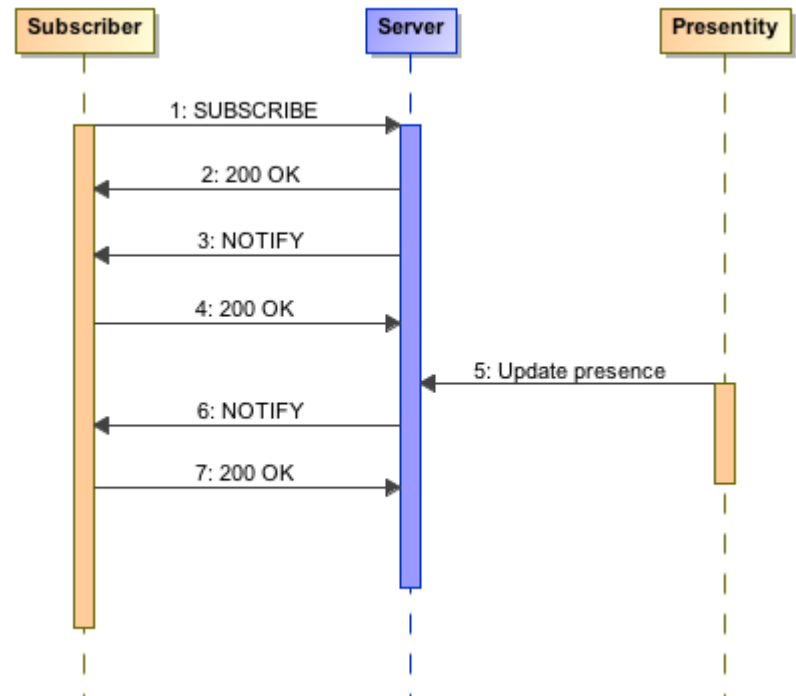 Subscriber
Server
Presentity
1: SUBSCRIBE
2: 200 OK
3: NOTIFY
4: 200 OK
5: Update presence
6: NOTIFY
7: 200 OK